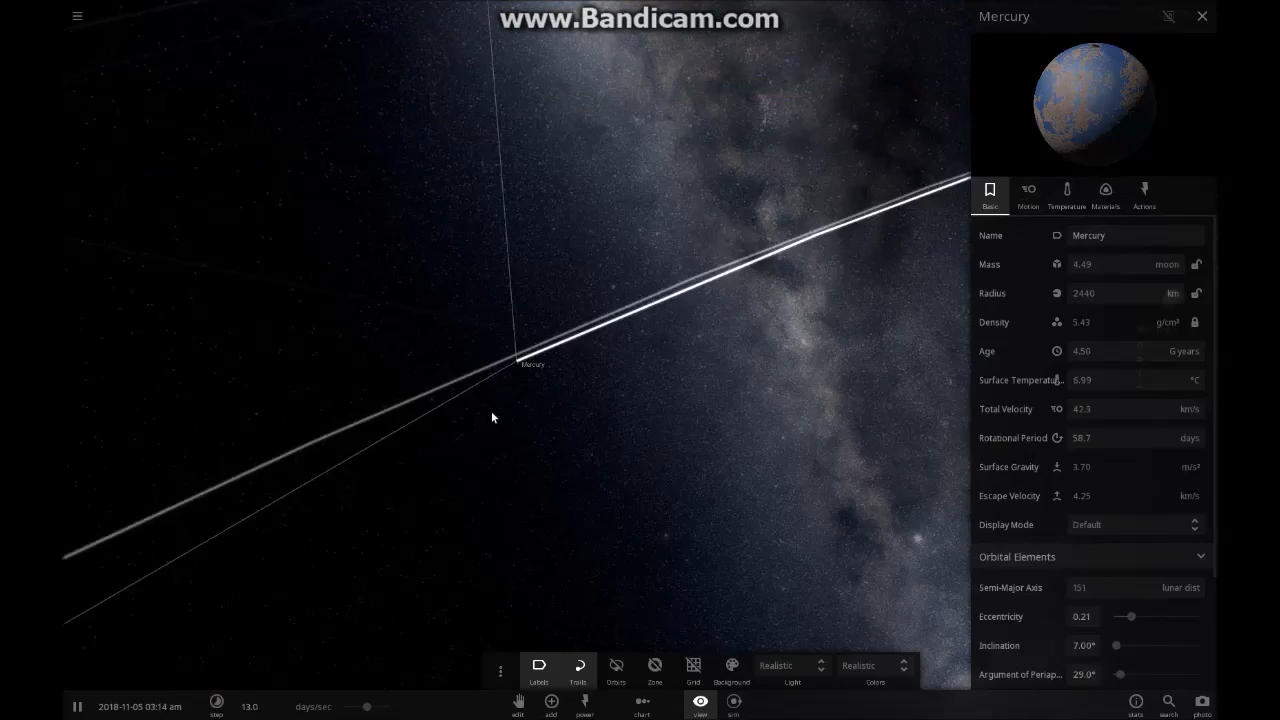 www.Bandicam.com
Mercury
Basic
Motion
Temperature
Materials
Actions
Name Mercury
Mass 4.49 moon
Radius 2440 km
Density 5.43 g/cm³
Age 4.50 G years
Surface Temperatu... 6.99 °C
Total Velocity 42.3 km/s
Rotational Period 58.7 days
Surface Gravity 3.70 m/s²
Escape Velocity 4.25 km/s
Display Mode Default
Orbital Elements
Semi-Major Axis 151 lunar dist
Eccentricity 0.21
Inclination 7.00°
Argument of Periap... 29.0°
Mercury
Labels
Trails
Orbits
Zone
Grid
Background
Realistic
Light
Realistic
Colors
2018-11-05 03:14 am
step
13.0 days/sec
edit
add
power
chart
view
sim
stats
search
photo